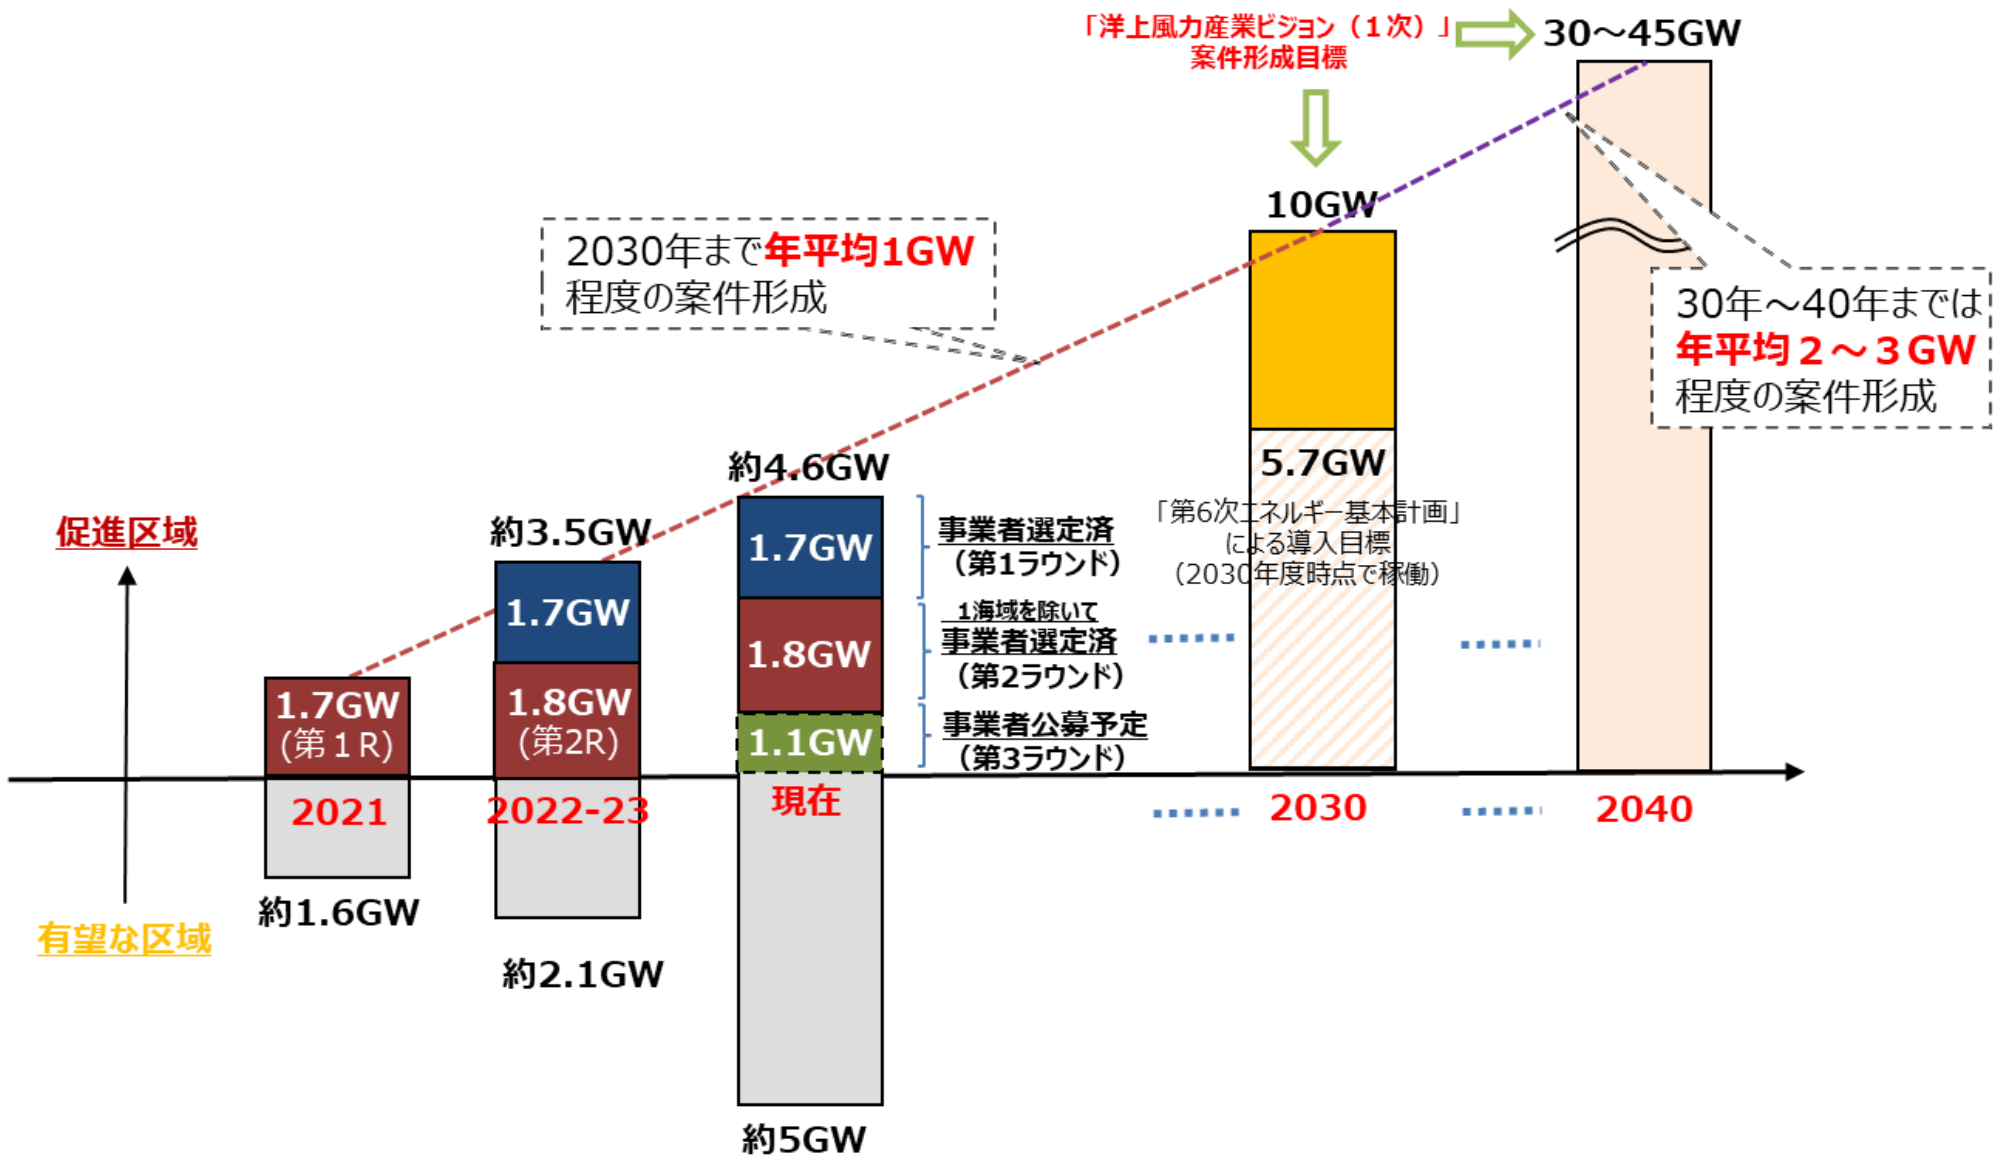 「洋上風力産業ビジョン（１次）」
案件形成目標
30～45GW
10GW
2030年まで年平均1GW
程度の案件形成
30年～40年までは
年平均２～３GW
程度の案件形成
促進区域
有望な区域
1.7GW
(第１R)
2021
約1.6GW
約3.5GW
1.7GW
1.8GW
(第2R)
2022-23
約2.1GW
約4.6GW
1.7GW
1.8GW
1.1GW
現在
約5GW
事業者選定済
（第1ラウンド）
1海域を除いて
事業者選定済
（第2ラウンド）
事業者公募予定
（第3ラウンド）
5.7GW
「第6次エネルギー基本計画」
による導入目標
（2030年度時点で稼働）
2030
2040